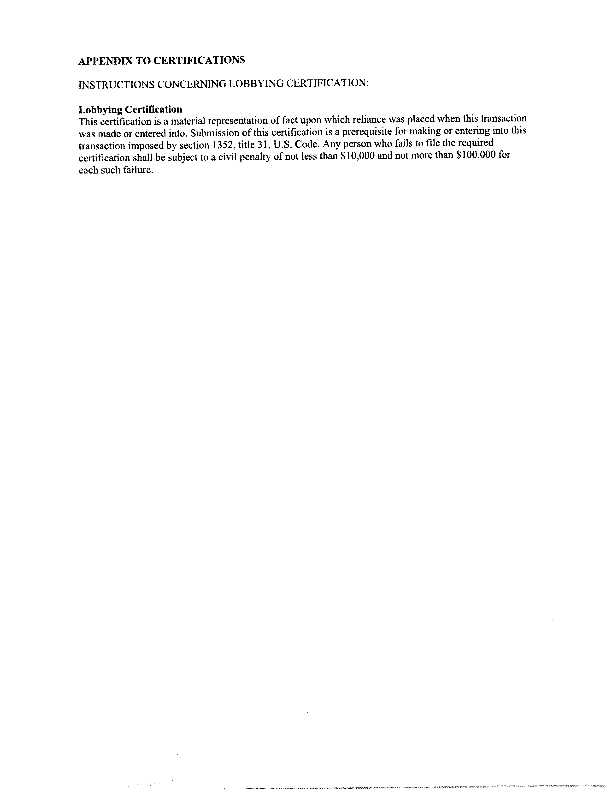 APPENDIX TO CERTIFICATIONS
INSTRUCTIONS CONCERNING LOBBYING CERTIFICATION:
Lobbying Certification
This certification is a material representation of fact upon which reliance was placed when this transaction
was made or entered into. Submission of this certification is a prerequisite for making or entering into this
transaction imposed by section 1352, title 31, U.S. Code. Any person who fails to file the required
certification shall be subject to a civil penalty of not less than $10,000 and not more than $100,000 for
each such failure.